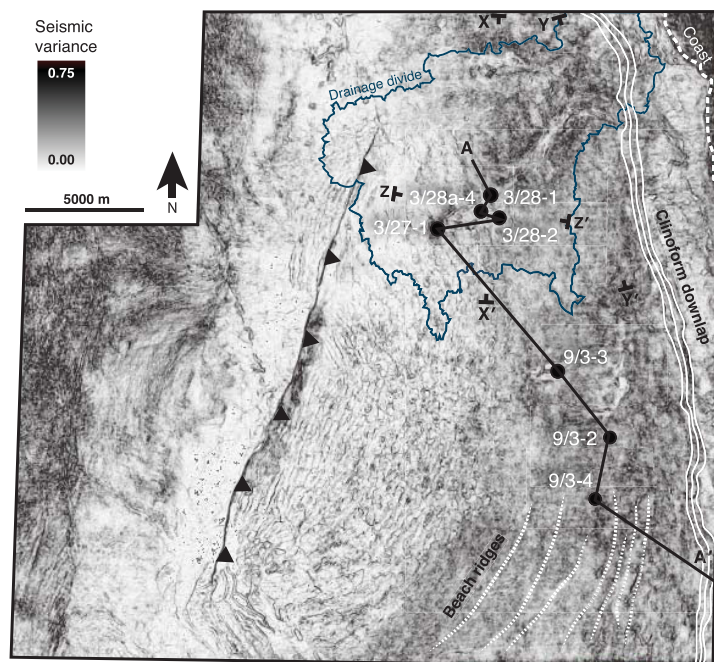 Seismic
variance
0.75
0.00
5000 m
N
X
Y
Coast
Drainage divide
A
Z
3/28a-4
3/28-1
3/27-1
3/28-2
Z'
X'
Y'
Clinoform downlap
9/3-3
9/3-2
9/3-4
Beach ridges
A'